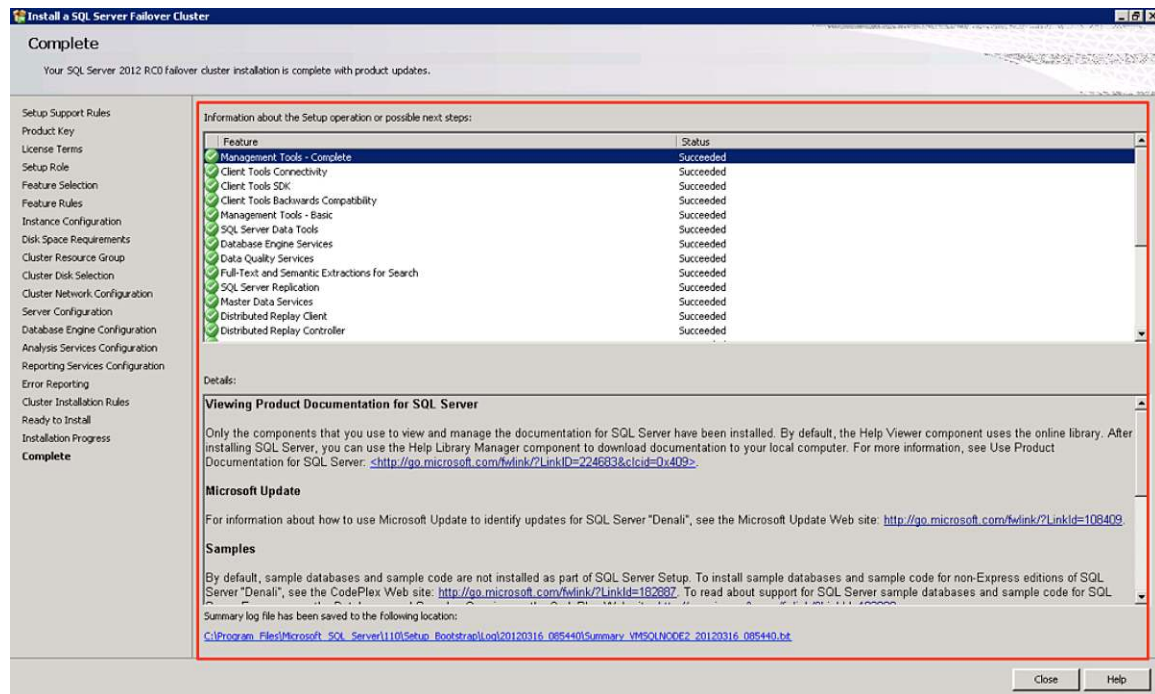 Install a SQL Server Failover Cluster
Complete
Your SQL Server 2012 RC0 failover cluster installation is complete with product updates.
Setup Support Rules
Product Key
License Terms
Setup Role
Feature Selection
Feature Rules
Instance Configuration
Disk Space Requirements
Cluster Resource Group
Cluster Disk Selection
Cluster Network Configuration
Server Configuration
Database Engine Configuration
Analysis Services Configuration
Reporting Services Configuration
Error Reporting
Cluster Installation Rules
Ready to Install
Installation Progress
Complete
Information about the Setup operation or possible next steps:
Feature Status
Management Tools - Complete Succeeded
Client Tools Connectivity Succeeded
Client Tools SDK Succeeded
Client Tools Backwards Compatibility Succeeded
Management Tools - Basic Succeeded
SQL Server Data Tools Succeeded
Database Engine Services Succeeded
Data Quality Services Succeeded
Full-Text and Semantic Extractions for Search Succeeded
SQL Server Replication Succeeded
Master Data Services Succeeded
Distributed Replay Client Succeeded
Distributed Replay Controller Succeeded
Details:
Viewing Product Documentation for SQL Server
Only the components that you use to view and manage the documentation for SQL Server have been installed. By default, the Help Viewer component uses the online library. After
installing SQL Server, you can use the Help Library Manager component to download documentation to your local computer. For more information, see Use Product
Documentation for SQL Server: <http://go.microsoft.com/fwlink/?LinkID=224683&clcid=0x409>.
Microsoft Update
For information about how to use Microsoft Update to identify updates for SQL Server "Denali", see the Microsoft Update Web site: http://go.microsoft.com/fwlink/?LinkId=108409.
Samples
By default, sample databases and sample code are not installed as part of SQL Server Setup. To install sample databases and sample code for non-Express editions of SQL
Server "Denali", see the CodePlex Web site: http://go.microsoft.com/fwlink/?LinkId=182887. To read about support for SQL Server sample databases and sample code for SQL
Summary log file has been saved to the following location:
C:\Program Files\Microsoft SQL Server\110\Setup Bootstrap\Log\20120316_085440\Summary_VMSQLNODE2_20120316_085440.txt
Close Help